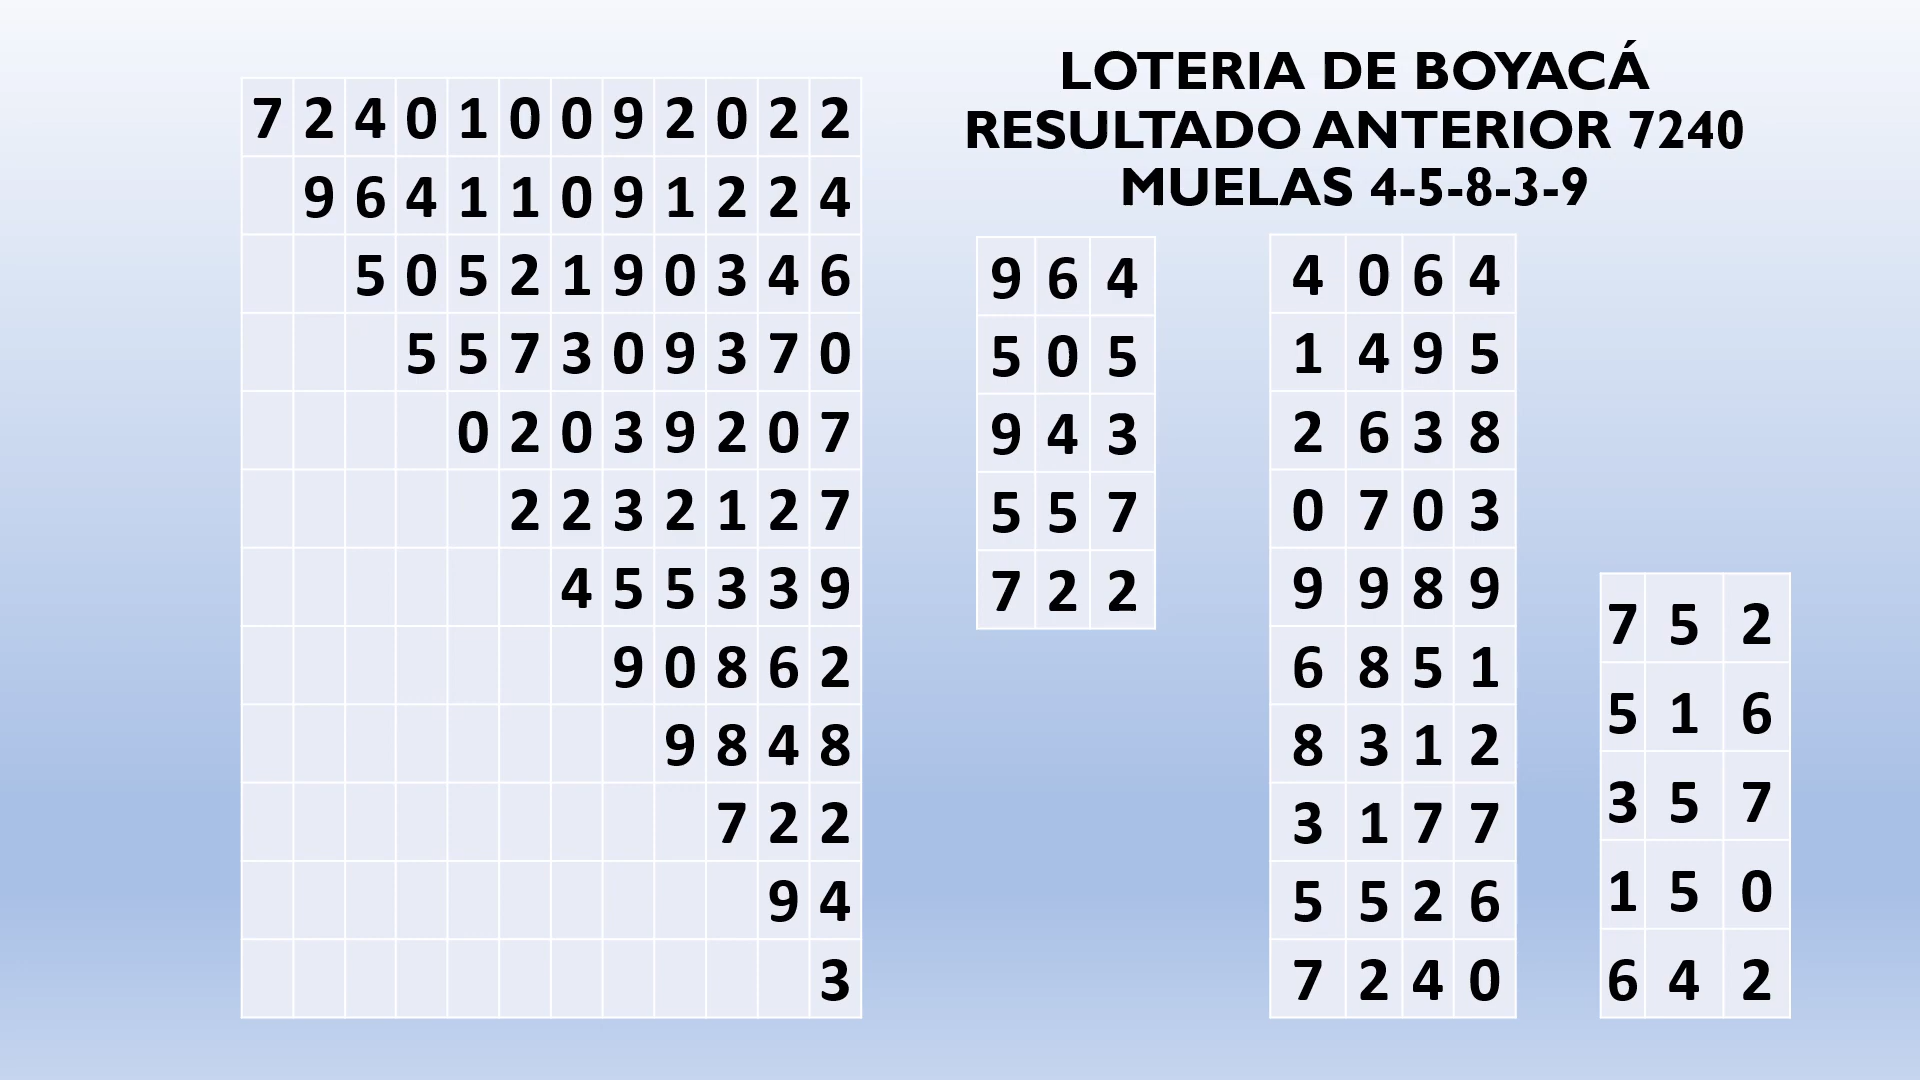 LOTERIA DE BOYACÁ
RESULTADO ANTERIOR 7240
MUELAS 4-5-8-3-9
7 2 4 0 1 0 0 9 2 0 2 2
9 6 4 1 1 0 9 1 2 2 4
5 0 5 2 1 9 0 3 4 6
5 5 7 3 0 9 3 7 0
0 2 0 3 9 2 0 7
2 2 3 2 1 2 7
4 5 5 3 3 9
9 0 8 6 2
9 8 4 8
7 2 2
9 4
3
9 6 4
5 0 5
9 4 3
5 5 7
7 2 2
4 0 6 4
1 4 9 5
2 6 3 8
0 7 0 3
9 9 8 9
6 8 5 1
8 3 1 2
3 1 7 7
5 5 2 6
7 2 4 0
7 5 2
5 1 6
3 5 7
1 5 0
6 4 2